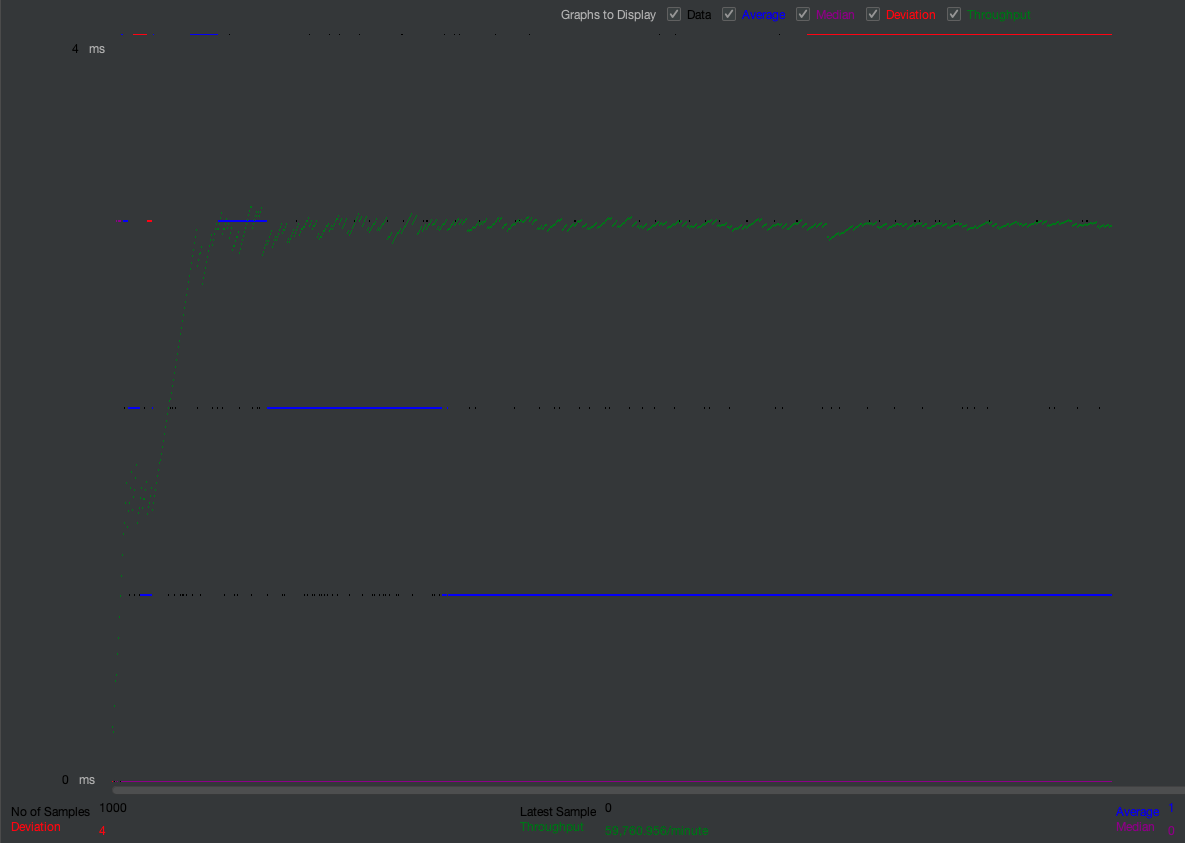 Graphs to Display Data Average Median Deviation Throughput
4 ms
0 ms
No of Samples 1000 Latest Sample 0 Average 1
Deviation 4 Throughput 59,760.956/minute Median